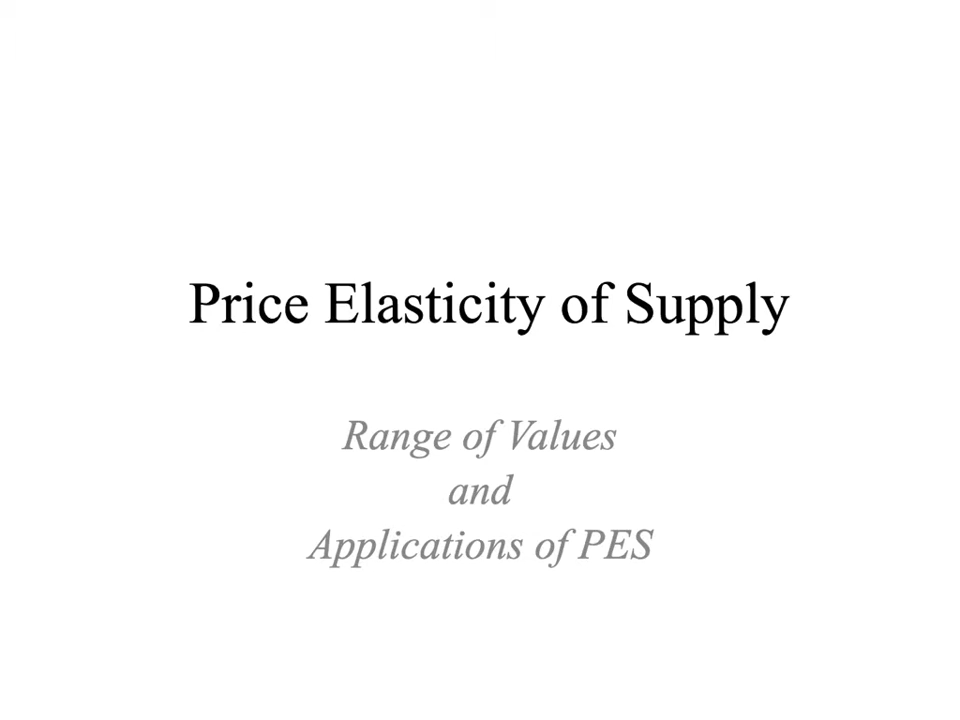 Price Elasticity of Supply
Range of Values
and
Applications of PES